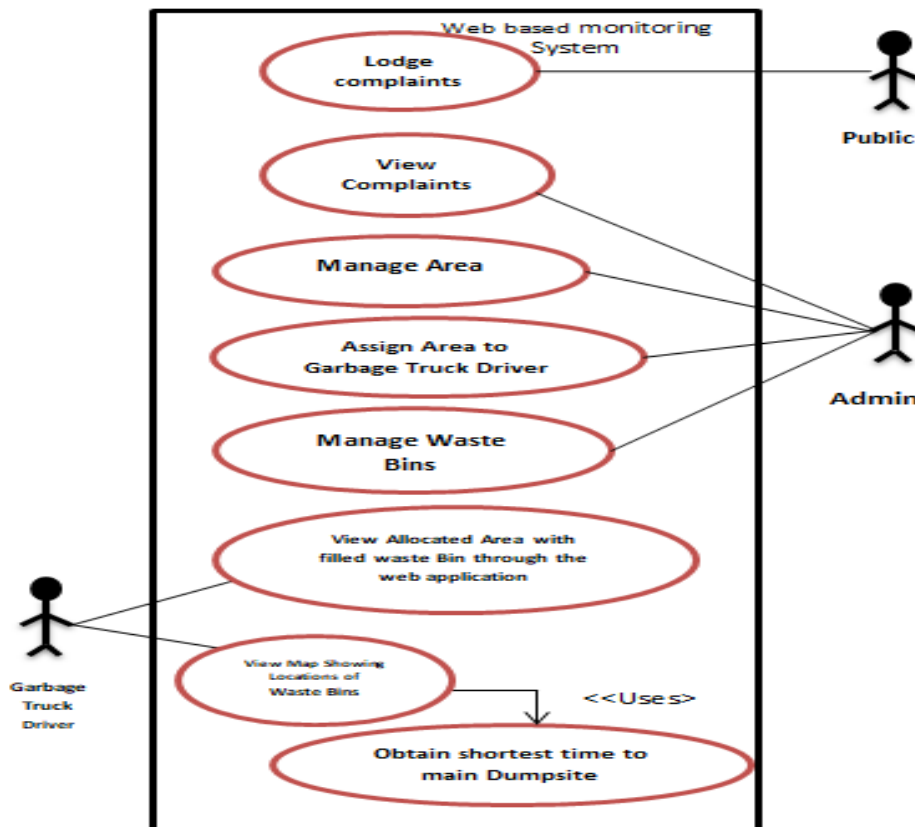 Web based monitoring
System
Lodge
complaints
Public
View
Complaints
Manage Area
Assign Area to
Garbage Truck Driver
Admin
Manage Waste
Bins
View Allocated Area with
filled waste Bin through the
web application
Garbage
Truck
Driver
View Map Showing
Locations of
Waste Bins
<<Uses>
Obtain shortest time to
main Dumpsite